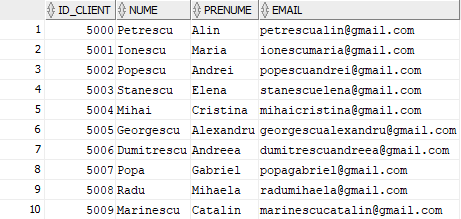 ID_CLIENT NUME PRENUME EMAIL
1 5000 Petrescu Alin petrescualin@gmail.com
2 5001 Ionescu Maria ionescumaria@gmail.com
3 5002 Popescu Andrei popescuandrei@gmail.com
4 5003 Stanescu Elena stanescuelena@gmail.com
5 5004 Mihai Cristina mihaicristina@gmail.com
6 5005 Georgescu Alexandru georgescualexandru@gmail.com
7 5006 Dumitrescu Andreea dumitrescuandreea@gmail.com
8 5007 Popa Gabriel popagabriel@gmail.com
9 5008 Radu Mihaela radumihaela@gmail.com
10 5009 Marinescu Catalin marinescucatalin@gmail.com